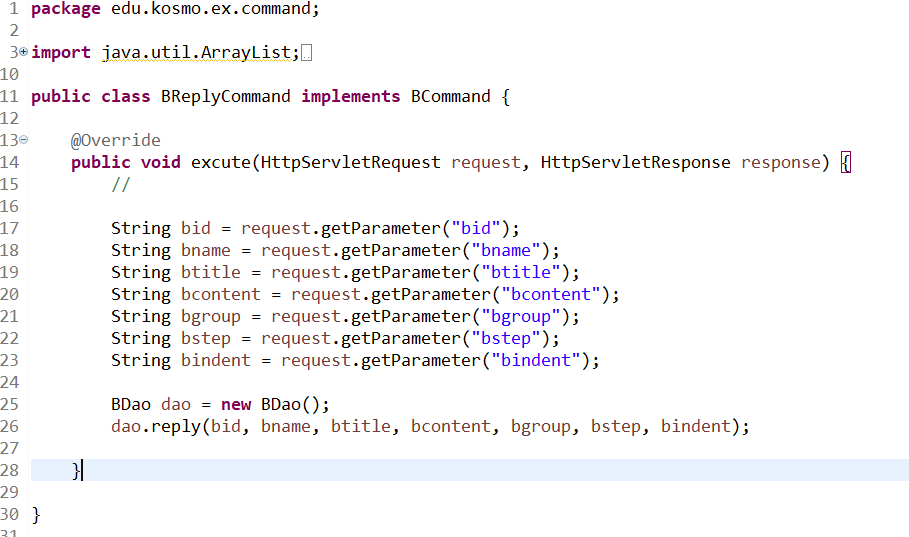 1 package edu.kosmo.ex.command;
2
3 import java.util.ArrayList;
10
11 public class BReplyCommand implements BCommand {
12
13     @Override
14     public void excute(HttpServletRequest request, HttpServletResponse response) {
15         //
16
17         String bid = request.getParameter("bid");
18         String bname = request.getParameter("bname");
19         String btitle = request.getParameter("btitle");
20         String bcontent = request.getParameter("bcontent");
21         String bgroup = request.getParameter("bgroup");
22         String bstep = request.getParameter("bstep");
23         String bindent = request.getParameter("bindent");
24
25         BDao dao = new BDao();
26         dao.reply(bid, bname, btitle, bcontent, bgroup, bstep, bindent);
27
28     }
29
30 }
31